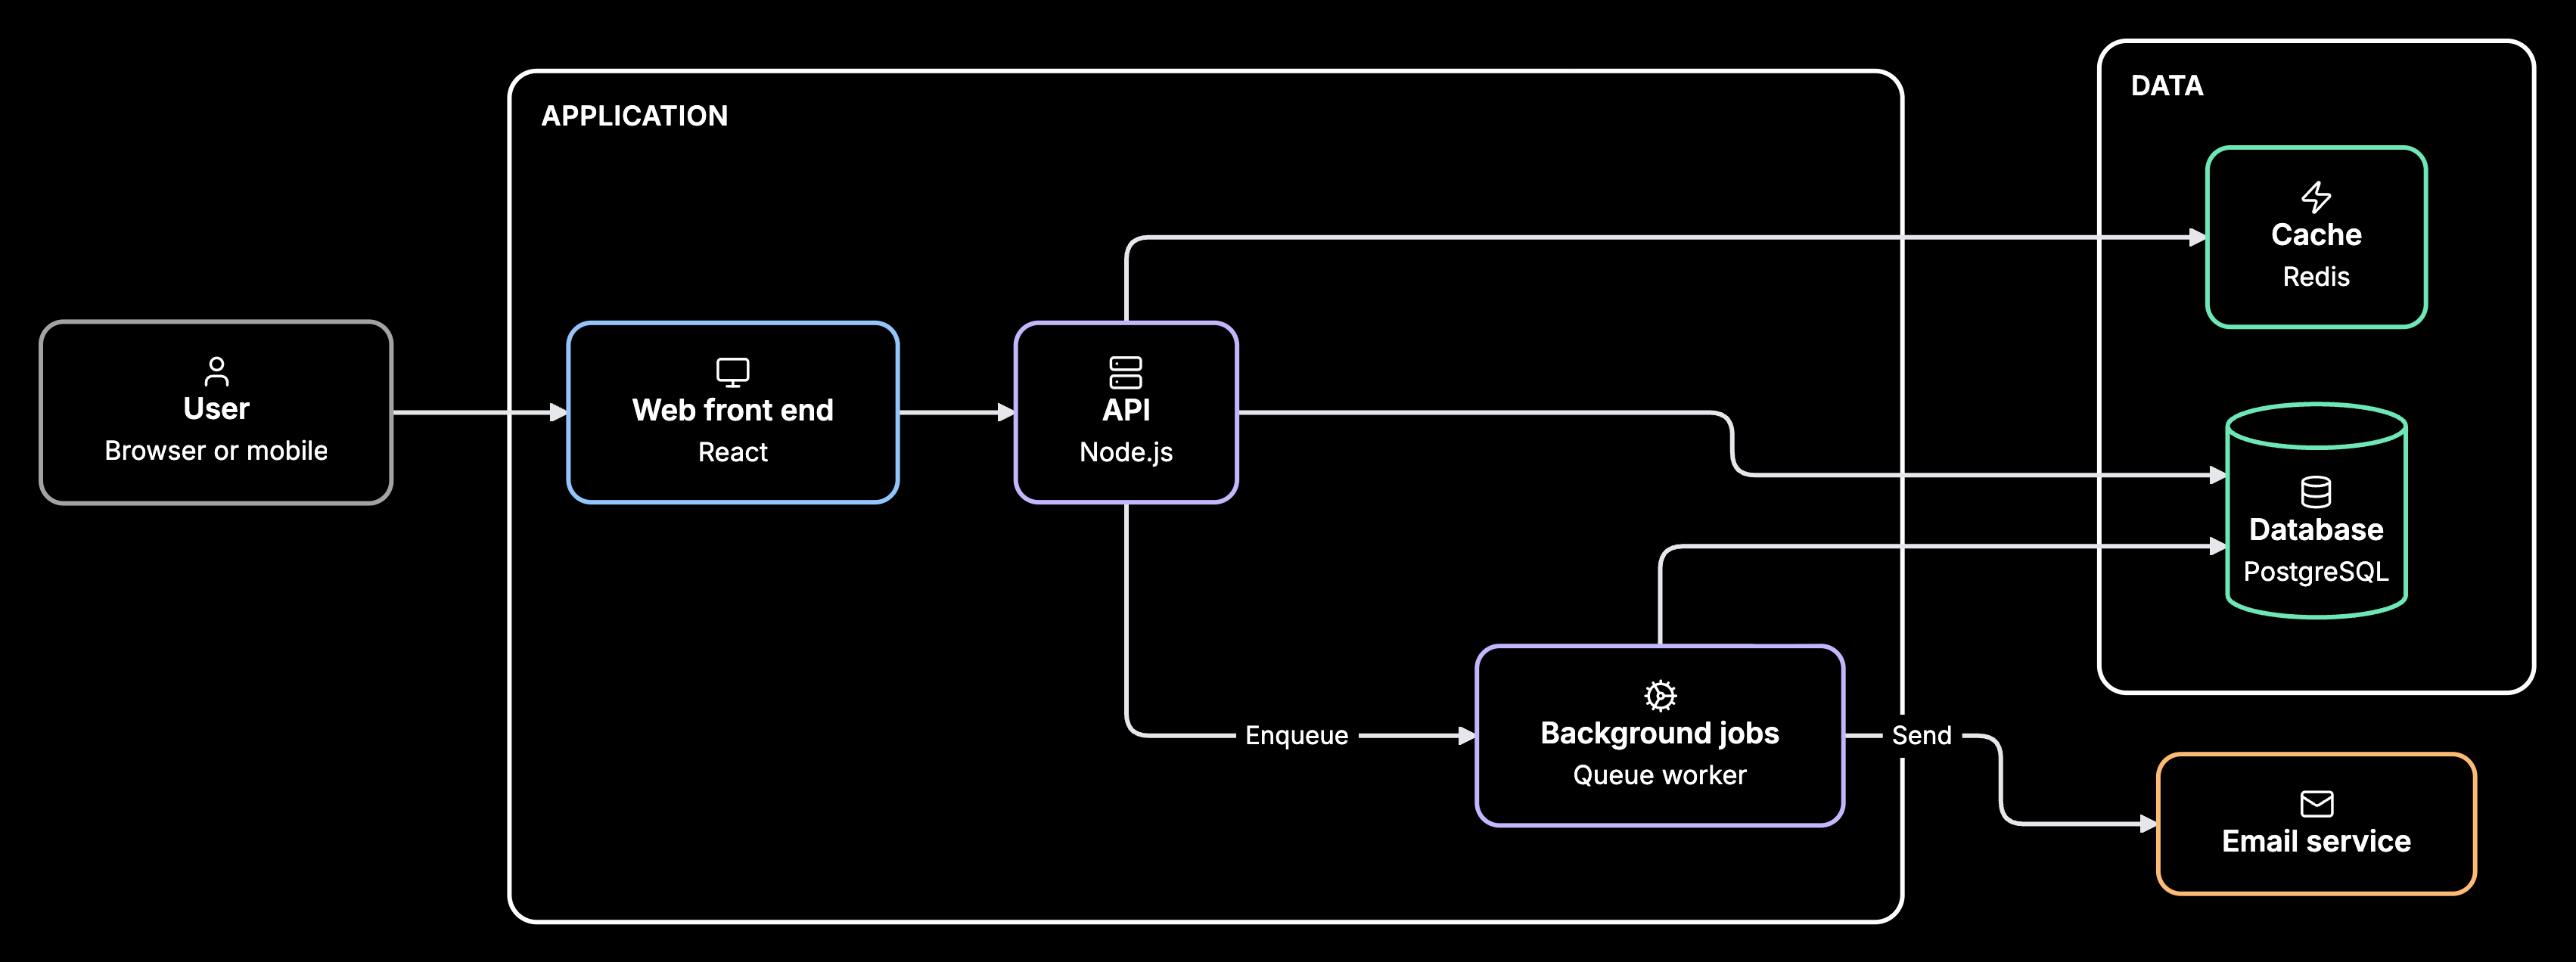 APPLICATION
DATA
Cache
Redis
User
Browser or mobile
Web front end
React
API
Node.js
Database
PostgreSQL
Enqueue
Background jobs
Queue worker
Send
Email service